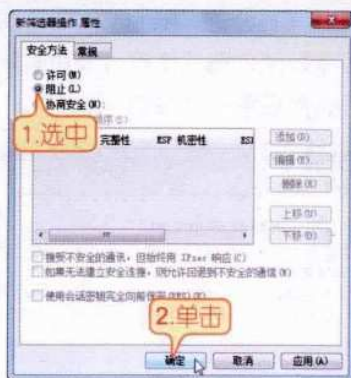 新筛选器操作 属性
安全方法 常规
许可(M)
阻止(L)
协商安全(N):
1.选中
完整性 ESP 机密性 ESI
添加(D)...
编辑(E)...
删除(R)
上移(U)
下移(O)
接受不安全的通讯，但始终用 IPsec 响应(C)
如果无法建立安全连接，则允许回退到不安全的通信(W)
使用会话密钥完全向前保密(PFS)(K)
2.单击
确定 取消 应用(A)